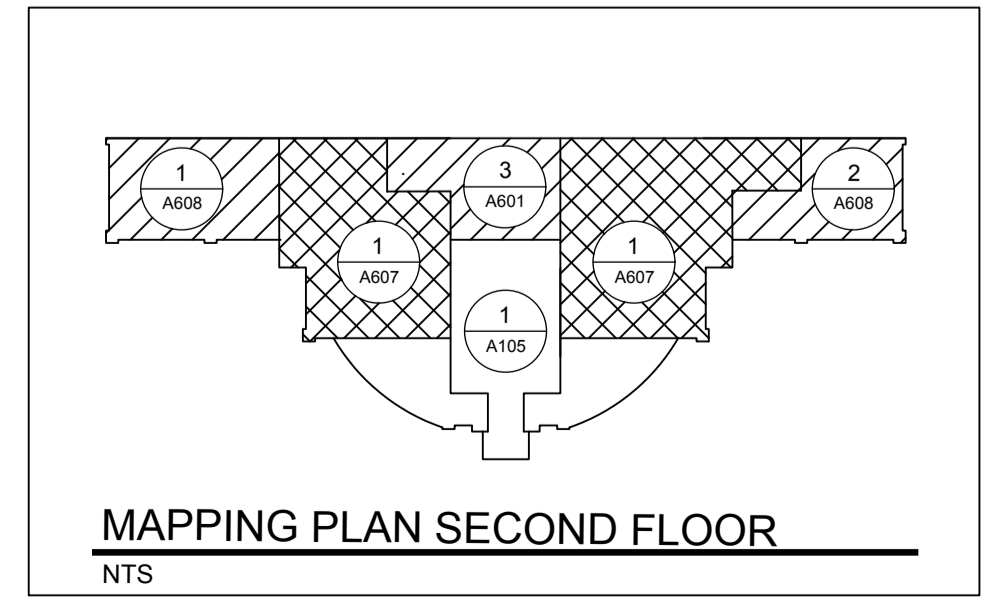 1
A608
3
A601
2
A608
1
A607
1
A607
1
A105
MAPPING PLAN SECOND FLOOR
NTS